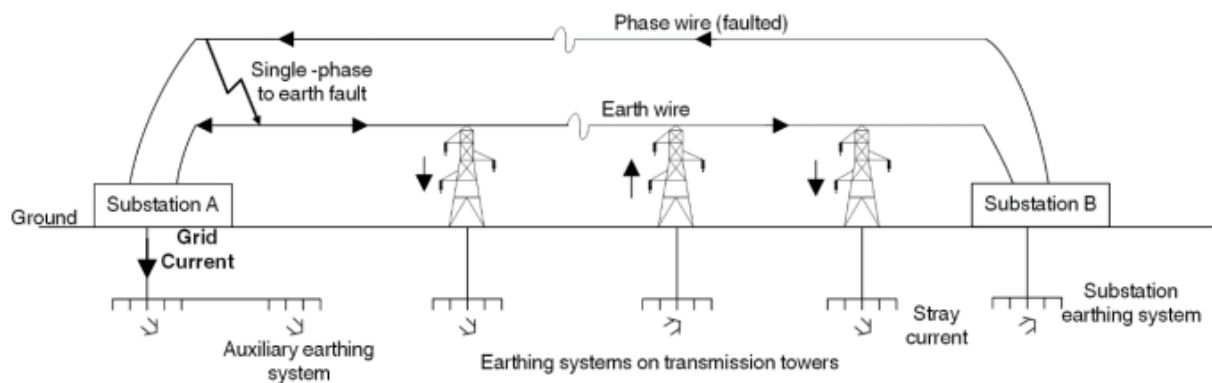 Phase wire (faulted)
Single -phase
to earth fault
Earth wire
Substation A
Substation B
Ground
Grid
Current
Auxiliary earthing
system
Earthing systems on transmission towers
Stray
current
Substation
earthing system